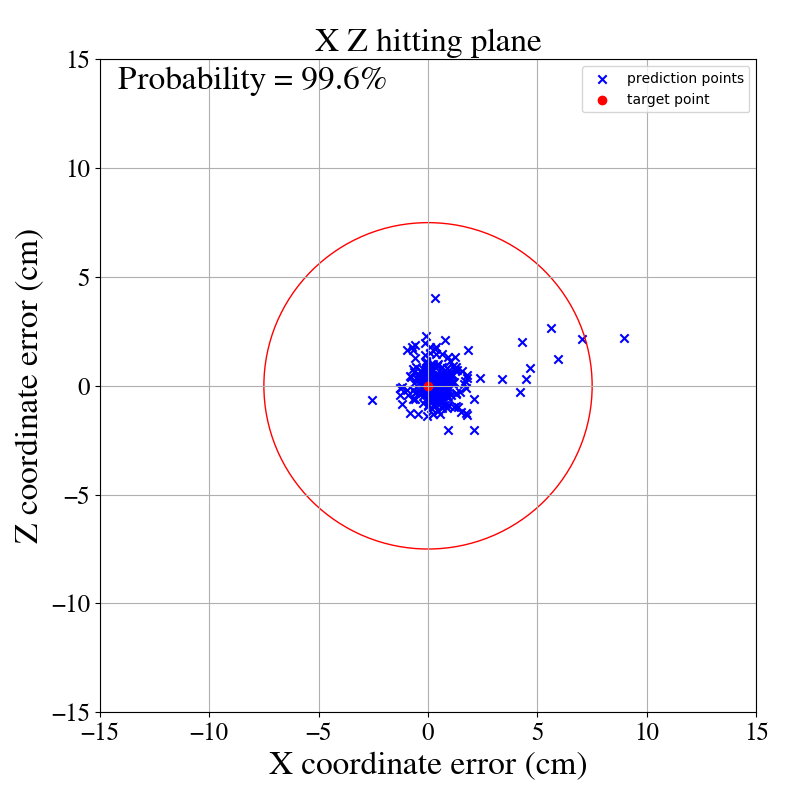 X Z hitting plane
Probability = 99.6%
prediction points
target point
15
10
5
0
−5
−10
−15
−15
−10
−5
0
5
10
15
Z coordinate error (cm)
X coordinate error (cm)